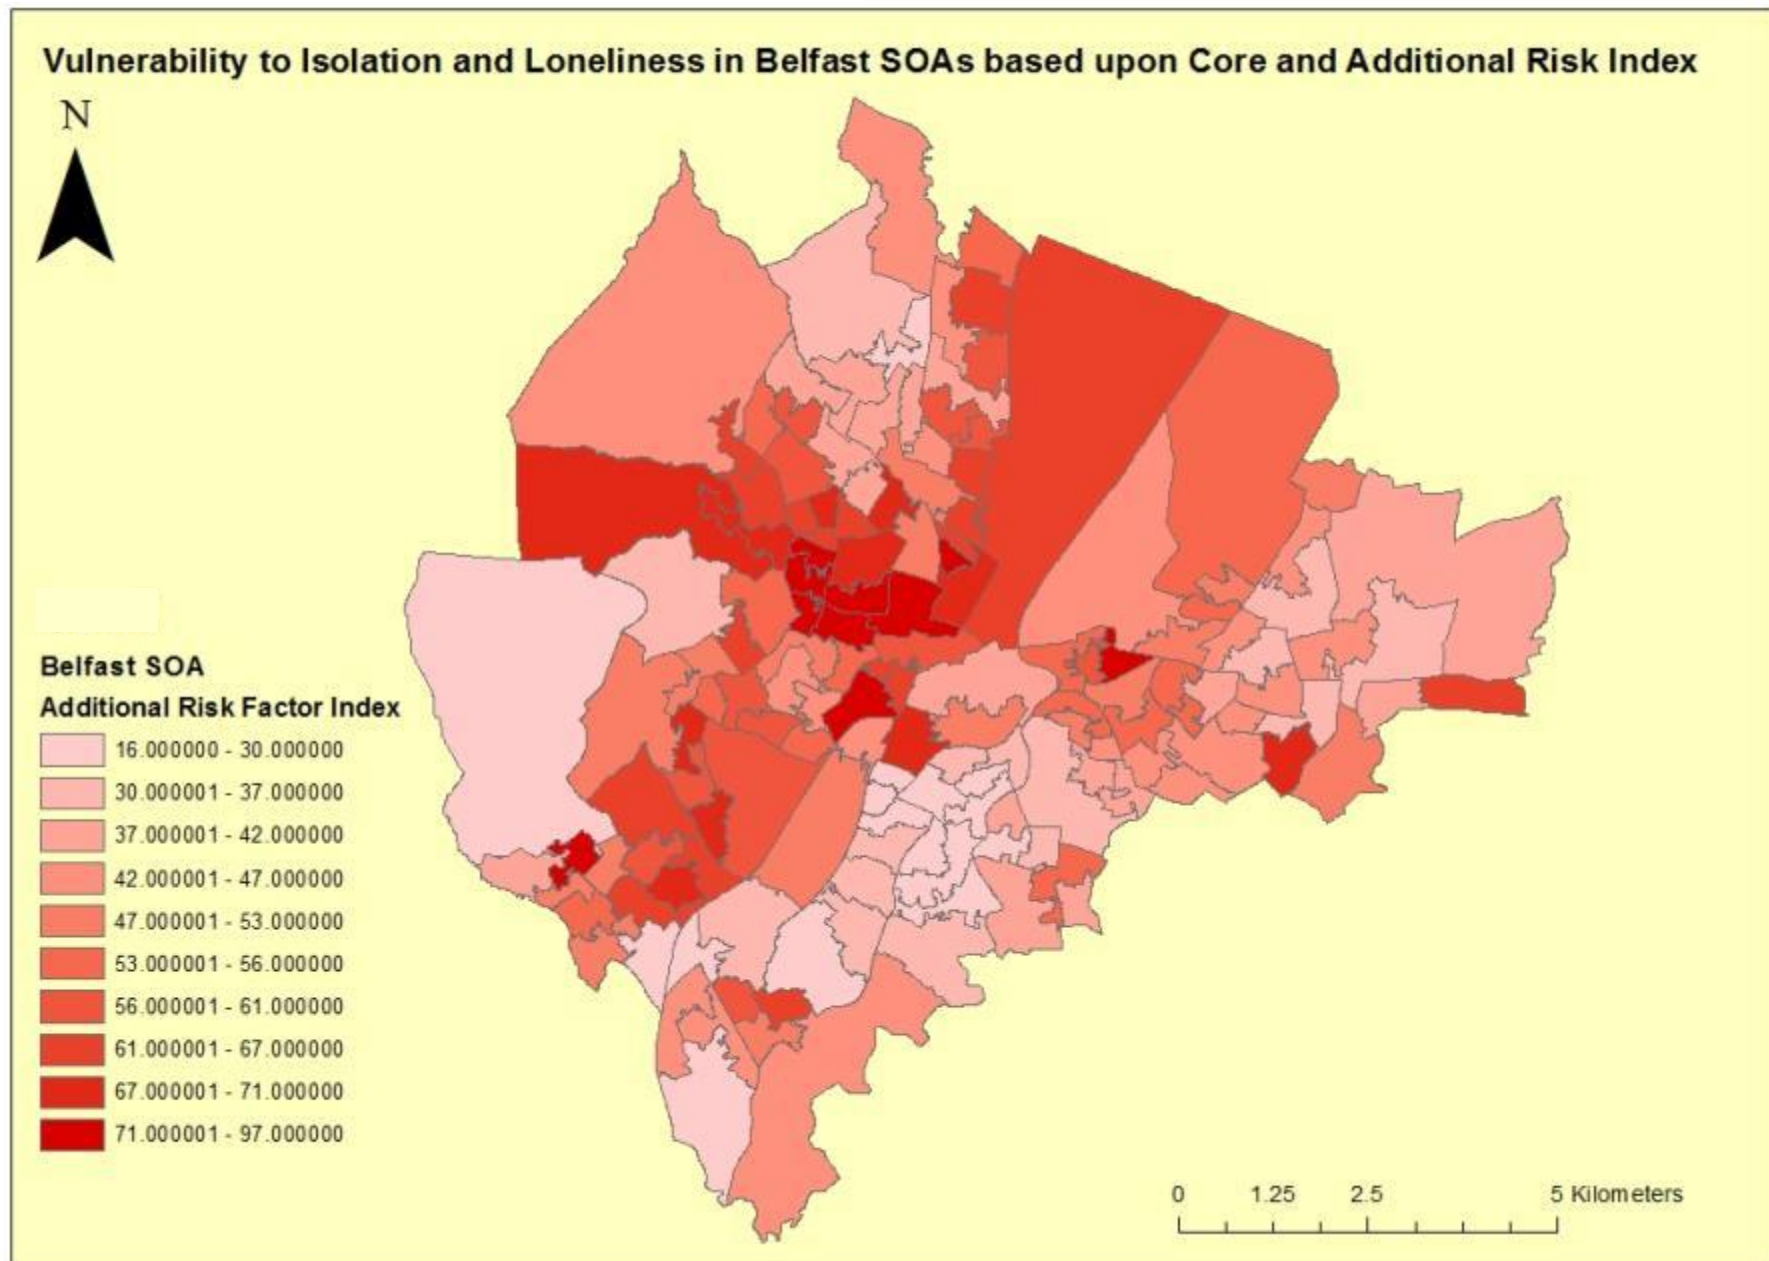 Vulnerability to Isolation and Loneliness in Belfast SOAs based upon Core and Additional Risk Index
N
Belfast SOA
Additional Risk Factor Index
16.000000 - 30.000000
30.000001 - 37.000000
37.000001 - 42.000000
42.000001 - 47.000000
47.000001 - 53.000000
53.000001 - 56.000000
56.000001 - 61.000000
61.000001 - 67.000000
67.000001 - 71.000000
71.000001 - 97.000000
0 1.25 2.5 5 Kilometers